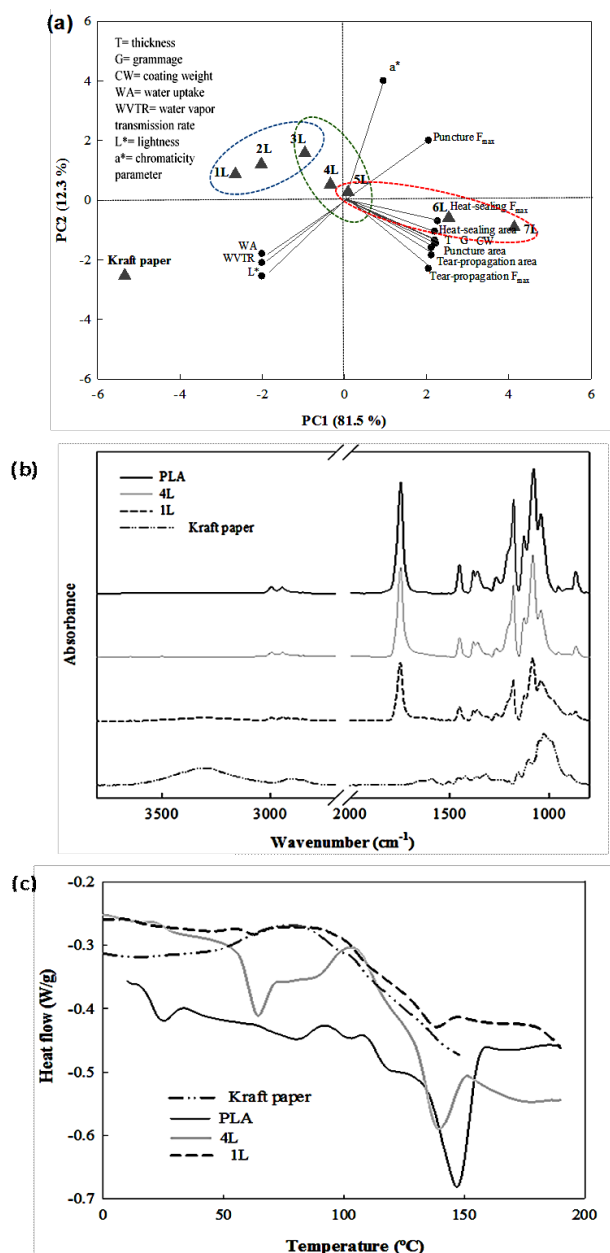 (a)
6
T= thickness
G= grammage
CW= coating weight
WA= water uptake
WVTR= water vapor
transmission rate
L*= lightness
a*= chromaticity
parameter
4
2
0
-2
-4
-6
PC2 (12.3 %)
a*
Puncture Fmax
1L
2L
3L
4L
5L
6L
7L
Heat-sealing Fmax
Heat-sealing area
T G CW
Puncture area
Tear-propagation area
Tear-propagation Fmax
WA
WVTR
L*
Kraft paper
-6 -4 -2 0 2 4 6
PC1 (81.5 %)
(b)
PLA
4L
1L
Kraft paper
Absorbance
3500 3000 2000 2000 1500 1000
Wavenumber (cm-1)
(c)
-0.2
-0.3
-0.4
-0.5
-0.6
-0.7
Heat flow (W/g)
Kraft paper
PLA
4L
1L
0 50 100 150 200
Temperature (ºC)